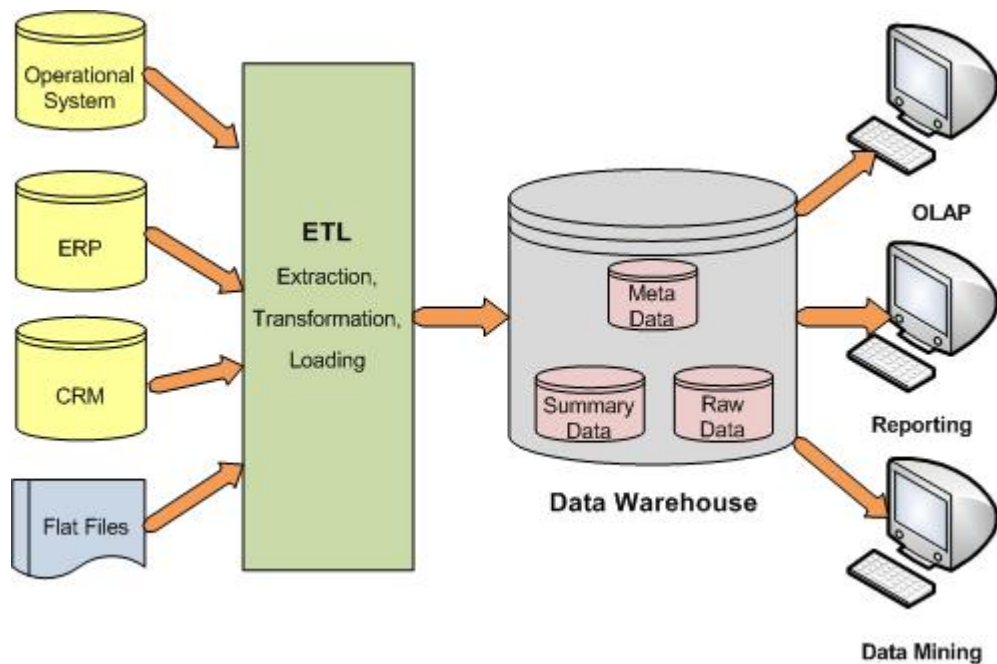 Operational
System
ERP
CRM
Flat Files
ETL
Extraction,
Transformation,
Loading
Meta
Data
Summary
Data
Raw
Data
Data Warehouse
OLAP
Reporting
Data Mining